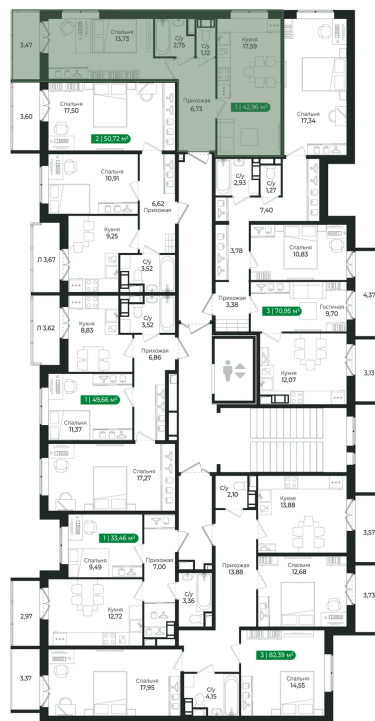 3,47
Спальня
13,73
С/у
2,75
С/у
1,12
Кухня
17,59
Прихожая
6,73
1 | 42,96 м²
3,60
Спальня
17,50
2 | 50,72 м²
Спальня
17,34
Спальня
10,91
С/у
2,93
С/у
1,27
7,40
6,62
Прихожая
Кухня
9,25
Л 3,67
С/у
3,52
3,78
Спальня
10,83
4,37
Прихожая
3,38
3 | 70,95 м²
Гостиная
9,70
Л 3,62
Кухня
8,83
С/у
3,52
Прихожая
6,86
Кухня
12,07
3,13
1 | 49,66 м²
Спальня
11,37
Спальня
17,27
С/у
2,10
Кухня
13,88
3,57
1 | 33,46 м²
Спальня
9,49
Прихожая
7,00
Прихожая
13,88
Спальня
12,68
3,73
2,97
Кухня
12,72
С/у
3,36
3 | 82,39 м²
3,37
Спальня
17,95
С/у
4,15
Спальня
14,55